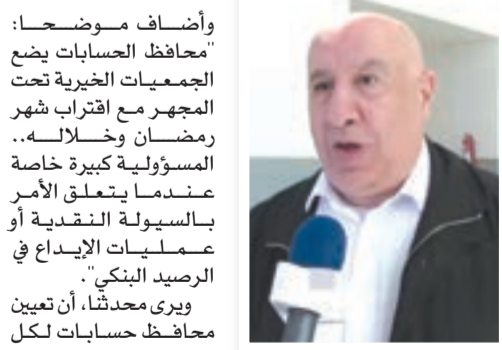 وأضاف موضحا:
"محافظ الحسابات يضع
الجمعيات الخيرية تحت
المجهر مع اقتراب شهر
رمضان وخلاله..
المسؤولية كبيرة خاصة
عندما يتعلق الأمر
بالسيولة النقدية أو
عمليات الإيداع في
الرصيد البنكي".
ويرى محدثنا، أن تعيين
محافظ حسابات لكل